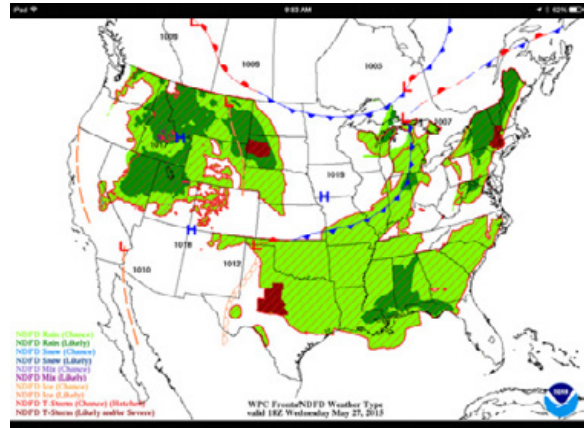 iPad
9:03 AM
62%
1009
1009
1003
L
L
L
L
1007
1017
H
1019
H
H
1016
L
L
1010
1012
NDFD Rain (Chance)
NDFD Rain (Likely)
NDFD Snow (Chance)
NDFD Snow (Likely)
NDFD Mix (Chance)
NDFD Mix (Likely)
NDFD Ice (Chance)
NDFD Ice (Likely)
NDFD T-Storm (Chance) (Hatched)
NDFD T-Storm (Likely and/or Severe)
WPC Fronts/NDFD Weather Type
valid 18Z Wednesday May 27, 2015